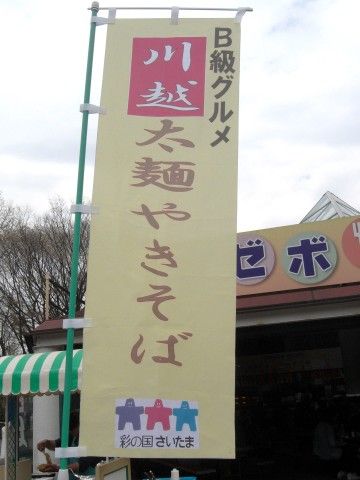 B級グルメ
川越
太麺やきそば
彩の国 さいたま
ゼボ